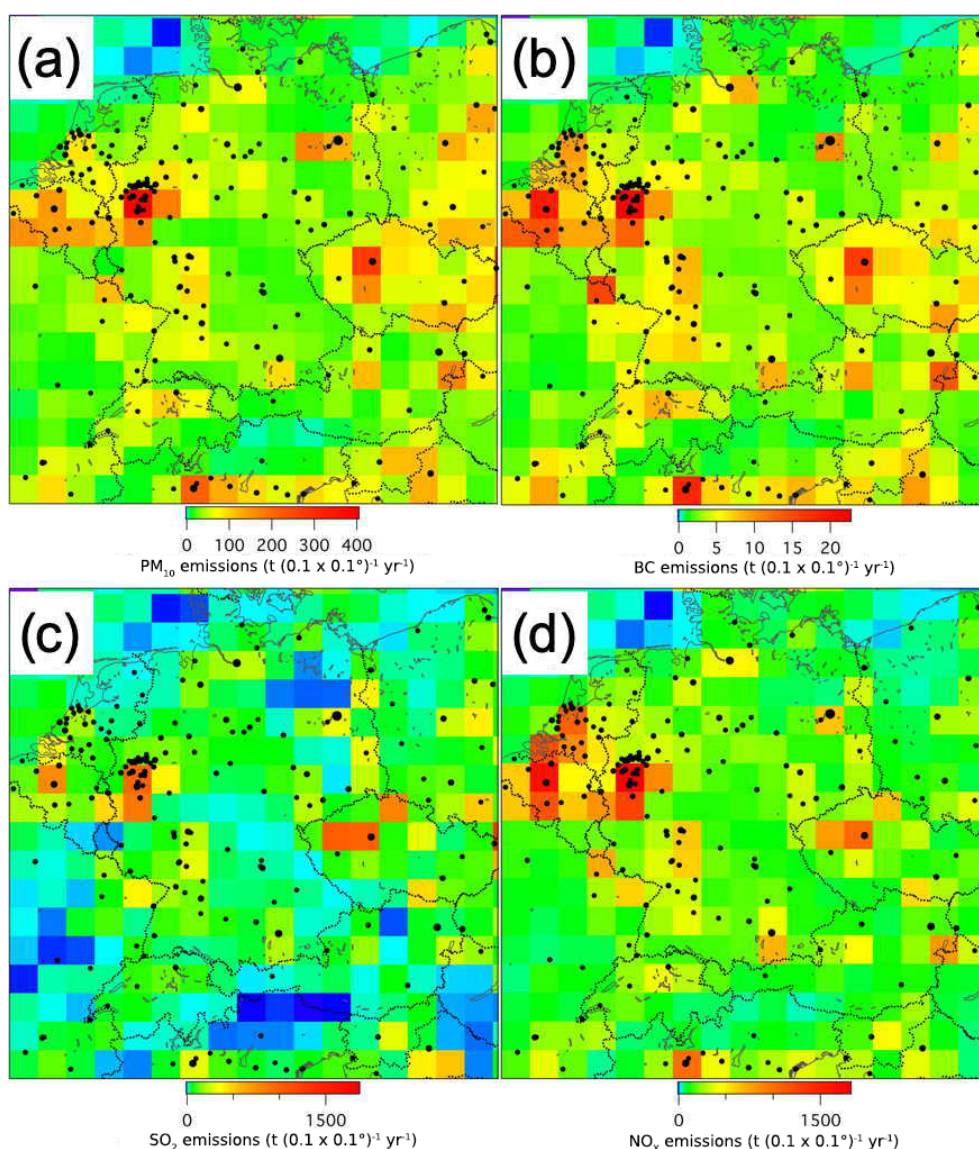 (a) (b)
0 100 200 300 400 0 5 10 15 20
PM₁₀ emissions (t (0.1 x 0.1°)⁻¹ yr⁻¹) BC emissions (t (0.1 x 0.1°)⁻¹ yr⁻¹)
(c) (d)
0 1500 0 1500
SO₂ emissions (t (0.1 x 0.1°)⁻¹ yr⁻¹) NOₓ emissions (t (0.1 x 0.1°)⁻¹ yr⁻¹)